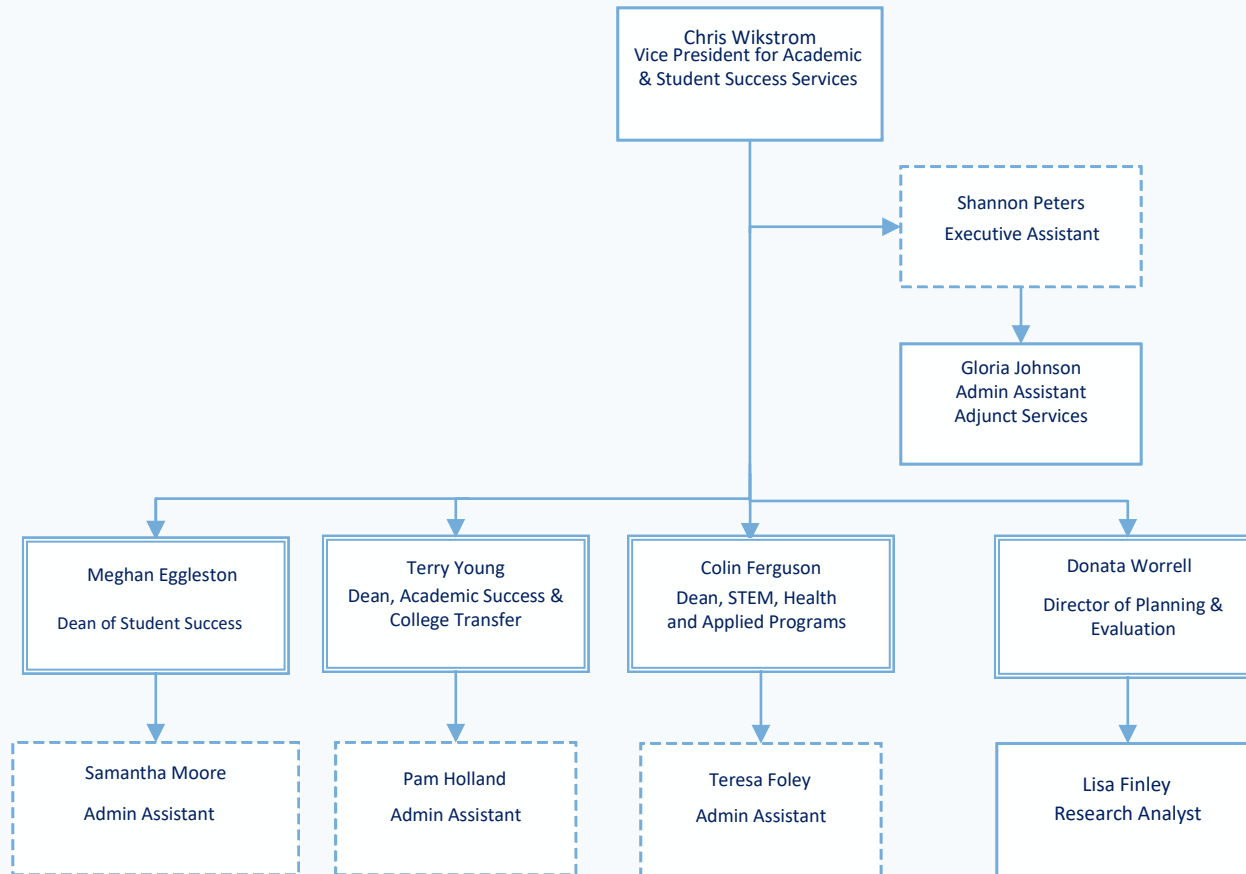 Chris Wikstrom
Vice President for Academic
& Student Success Services
Shannon Peters
Executive Assistant
Gloria Johnson
Admin Assistant
Adjunct Services
Meghan Eggleston
Dean of Student Success
Terry Young
Dean, Academic Success &
College Transfer
Colin Ferguson
Dean, STEM, Health
and Applied Programs
Donata Worrell
Director of Planning &
Evaluation
Samantha Moore
Admin Assistant
Pam Holland
Admin Assistant
Teresa Foley
Admin Assistant
Lisa Finley
Research Analyst